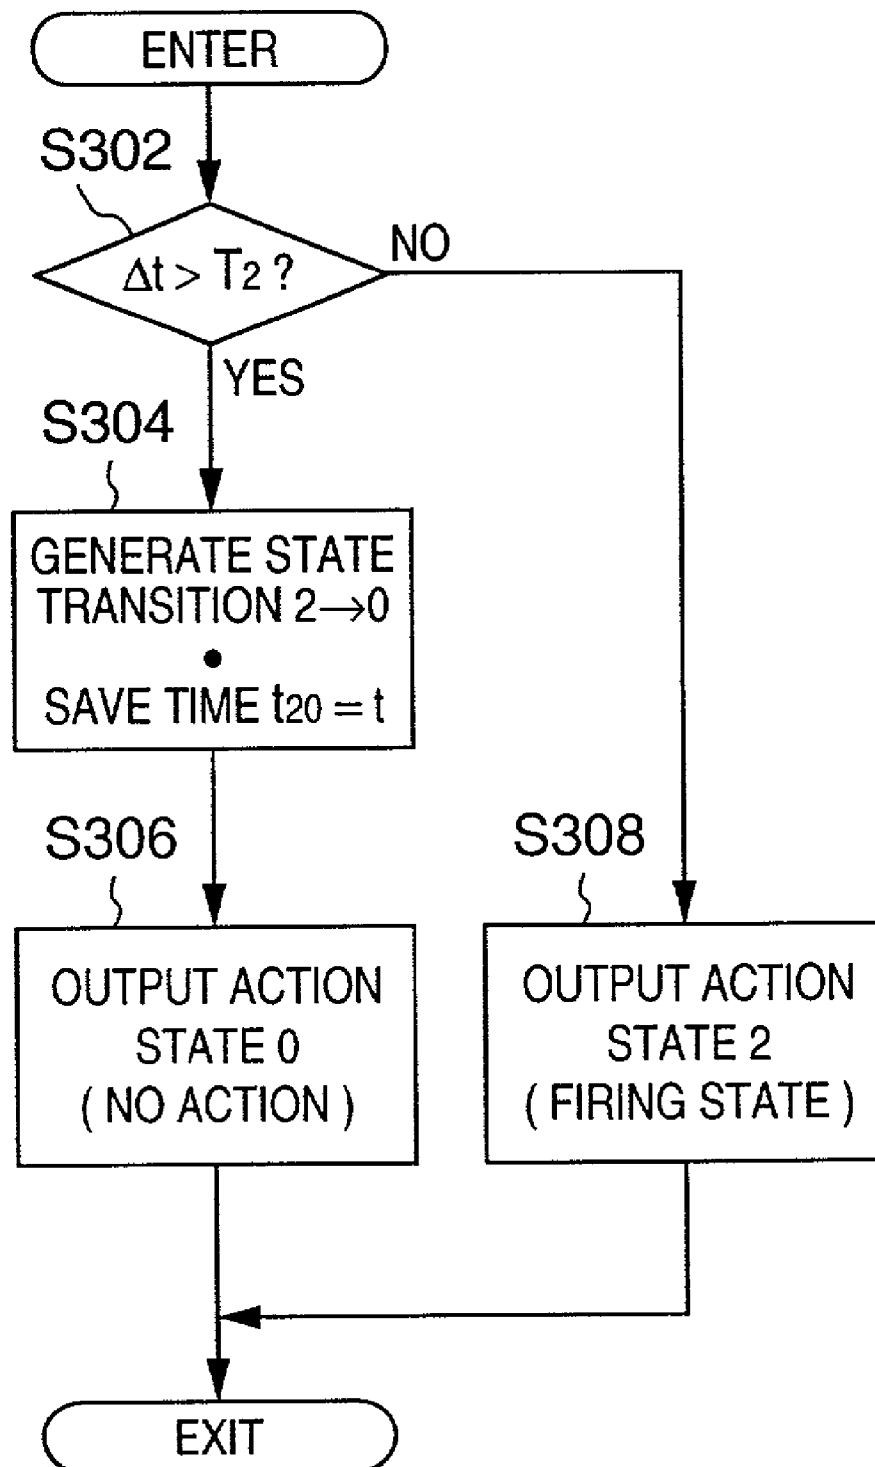 ENTER
S302
Δt > T2 ?
NO
YES
S304
GENERATE STATE
TRANSITION 2→0
•
SAVE TIME t20 = t
S306
OUTPUT ACTION
STATE 0
( NO ACTION )
S308
OUTPUT ACTION
STATE 2
( FIRING STATE )
EXIT